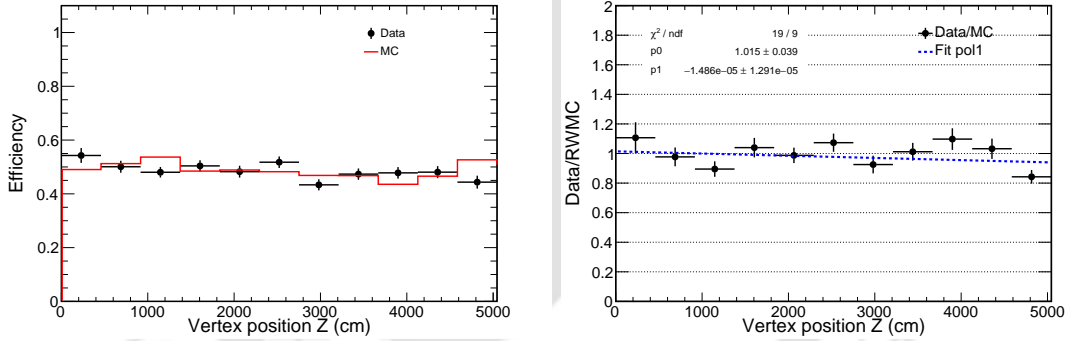 1
0.8
0.6
0.4
0.2
0
Efficiency
Data
MC
0 1000 2000 3000 4000 5000
Vertex position Z (cm)
2
1.8
1.6
1.4
1.2
1
0.8
0.6
0.4
0.2
0
Data/RWMC
χ² / ndf 19 / 9
p0 1.015 ± 0.039
p1 −1.486e−05 ± 1.291e−05
Data/MC
Fit pol1
0 1000 2000 3000 4000 5000
Vertex position Z (cm)